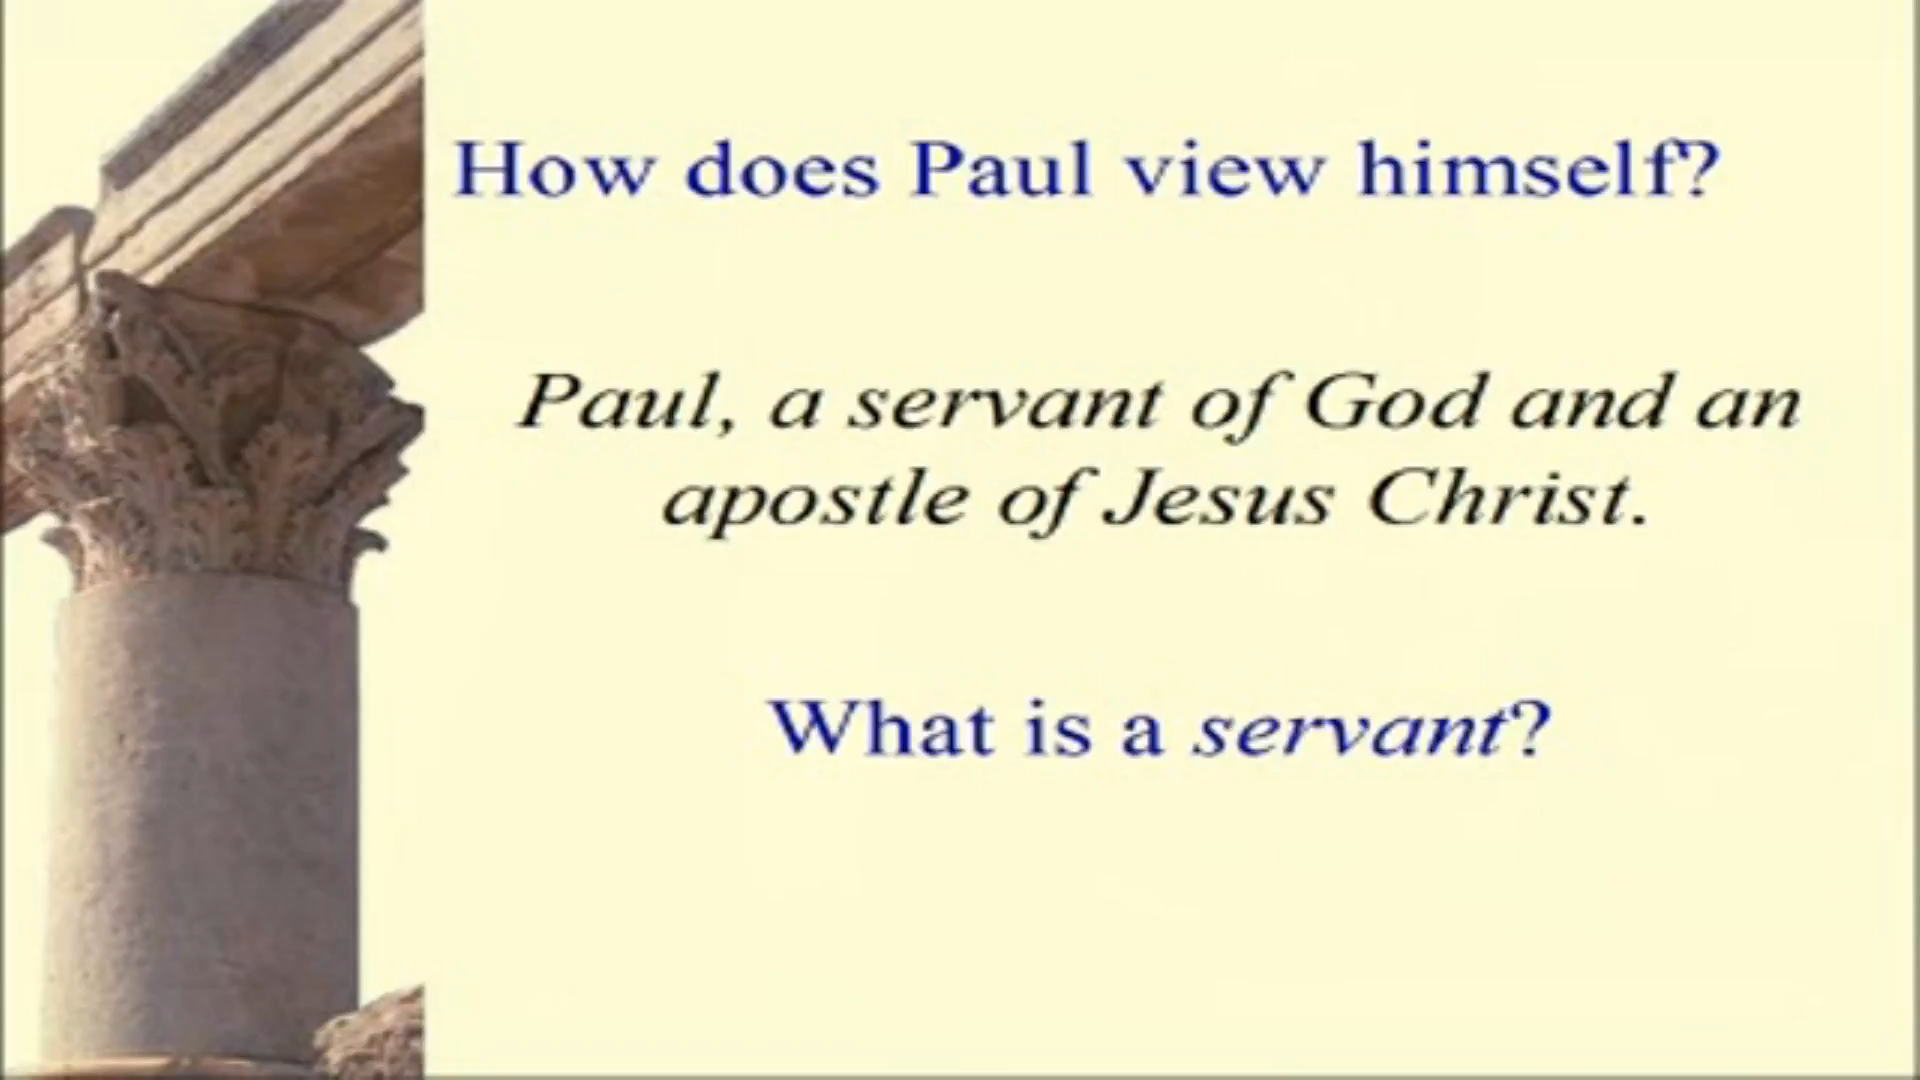 How does Paul view himself?
Paul, a servant of God and an
apostle of Jesus Christ.
What is a servant?